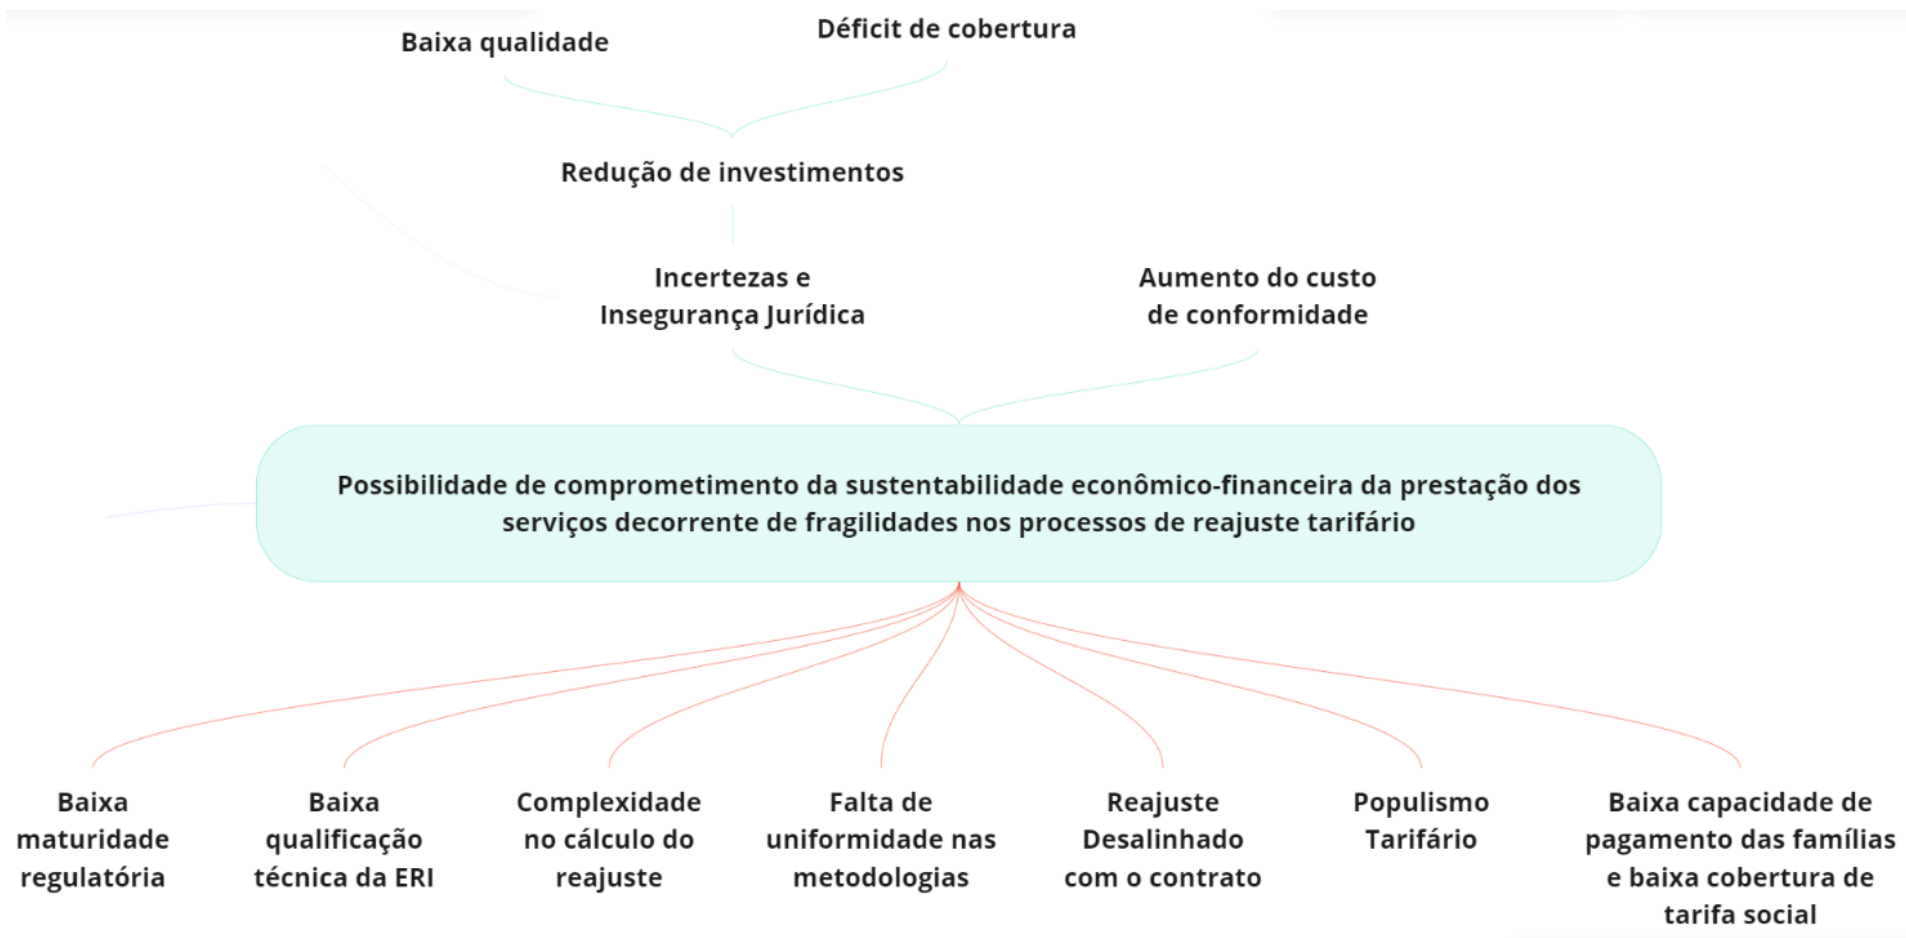 Baixa qualidade
Déficit de cobertura
Redução de investimentos
Incertezas e
Insegurança Jurídica
Aumento do custo
de conformidade
Possibilidade de comprometimento da sustentabilidade econômico-financeira da prestação dos
serviços decorrente de fragilidades nos processos de reajuste tarifário
Baixa
maturidade
regulatória
Baixa
qualificação
técnica da ERI
Complexidade
no cálculo do
reajuste
Falta de
uniformidade nas
metodologias
Reajuste
Desalinhado
com o contrato
Populismo
Tarifário
Baixa capacidade de
pagamento das famílias
e baixa cobertura de
tarifa social